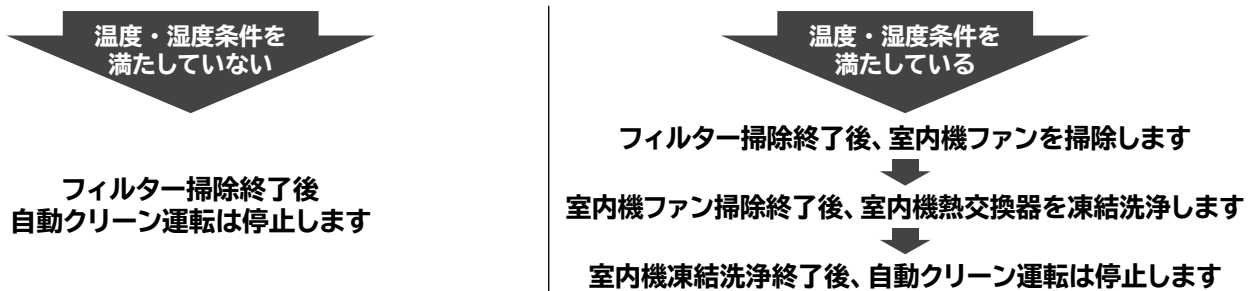 温度・湿度条件を
満たしていない
フィルター掃除終了後
自動クリーン運転は停止します
温度・湿度条件を
満たしている
フィルター掃除終了後、室内機ファンを掃除します
室内機ファン掃除終了後、室内機熱交換器を凍結洗浄します
室内機凍結洗浄終了後、自動クリーン運転は停止します